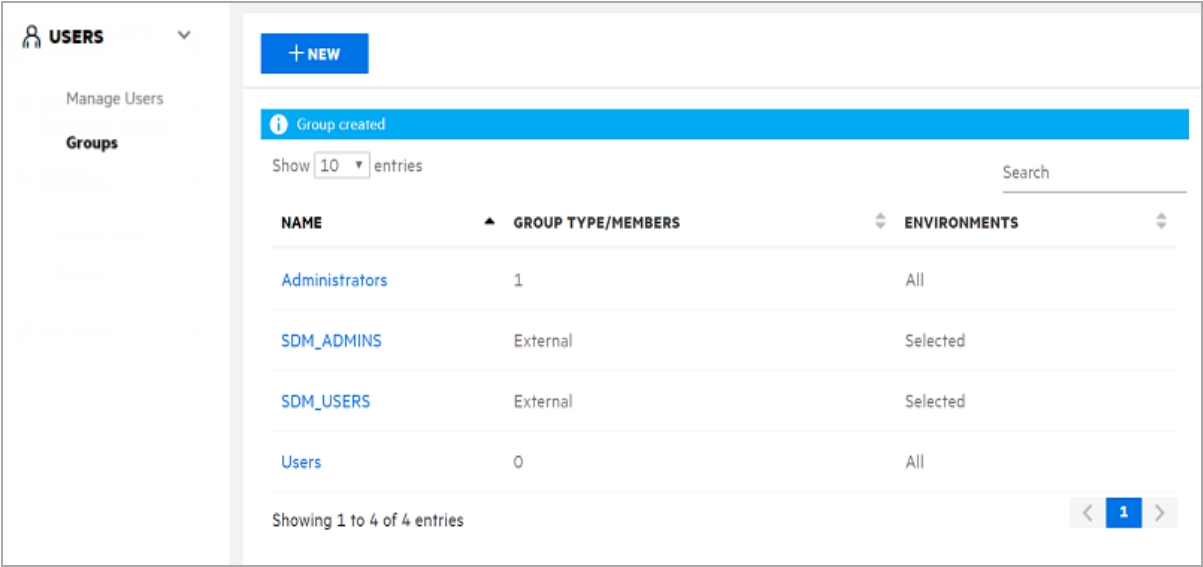 USERS
Manage Users
Groups
+ NEW
Group created
Show 10 entries
Search
NAME GROUP TYPE/MEMBERS ENVIRONMENTS
Administrators 1 All
SDM_ADMINS External Selected
SDM_USERS External Selected
Users 0 All
Showing 1 to 4 of 4 entries
< 1 >